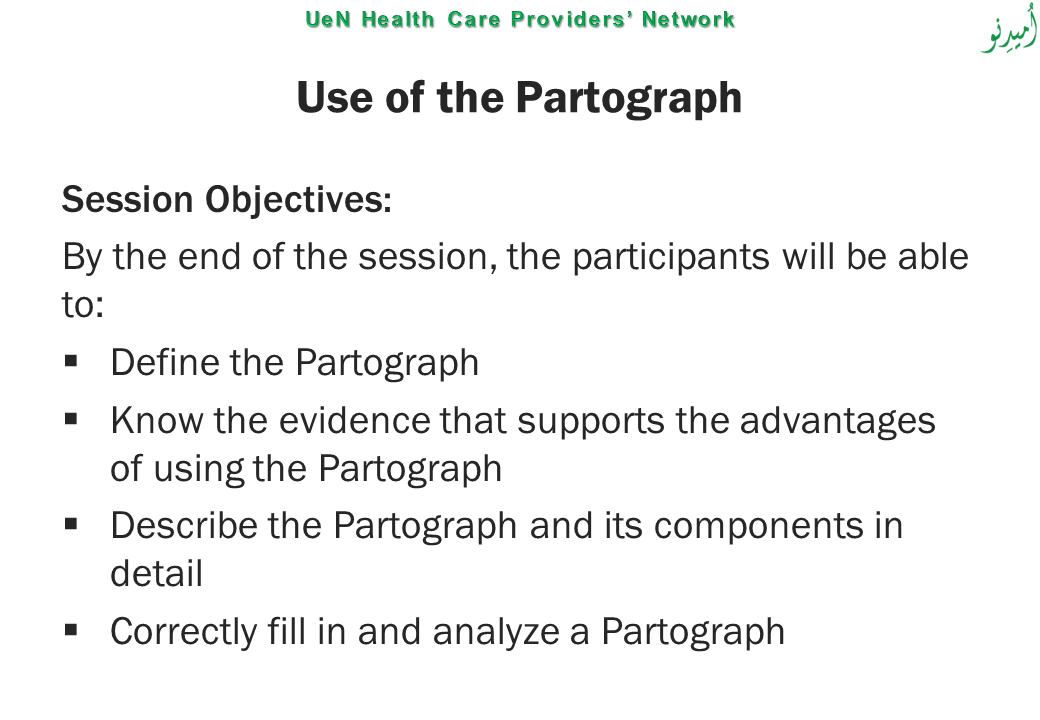 UeN Health Care Providers’ Network
اُميدِنو
Use of the Partograph
Session Objectives:
By the end of the session, the participants will be able
to:
▪ Define the Partograph
▪ Know the evidence that supports the advantages
of using the Partograph
▪ Describe the Partograph and its components in
detail
▪ Correctly fill in and analyze a Partograph